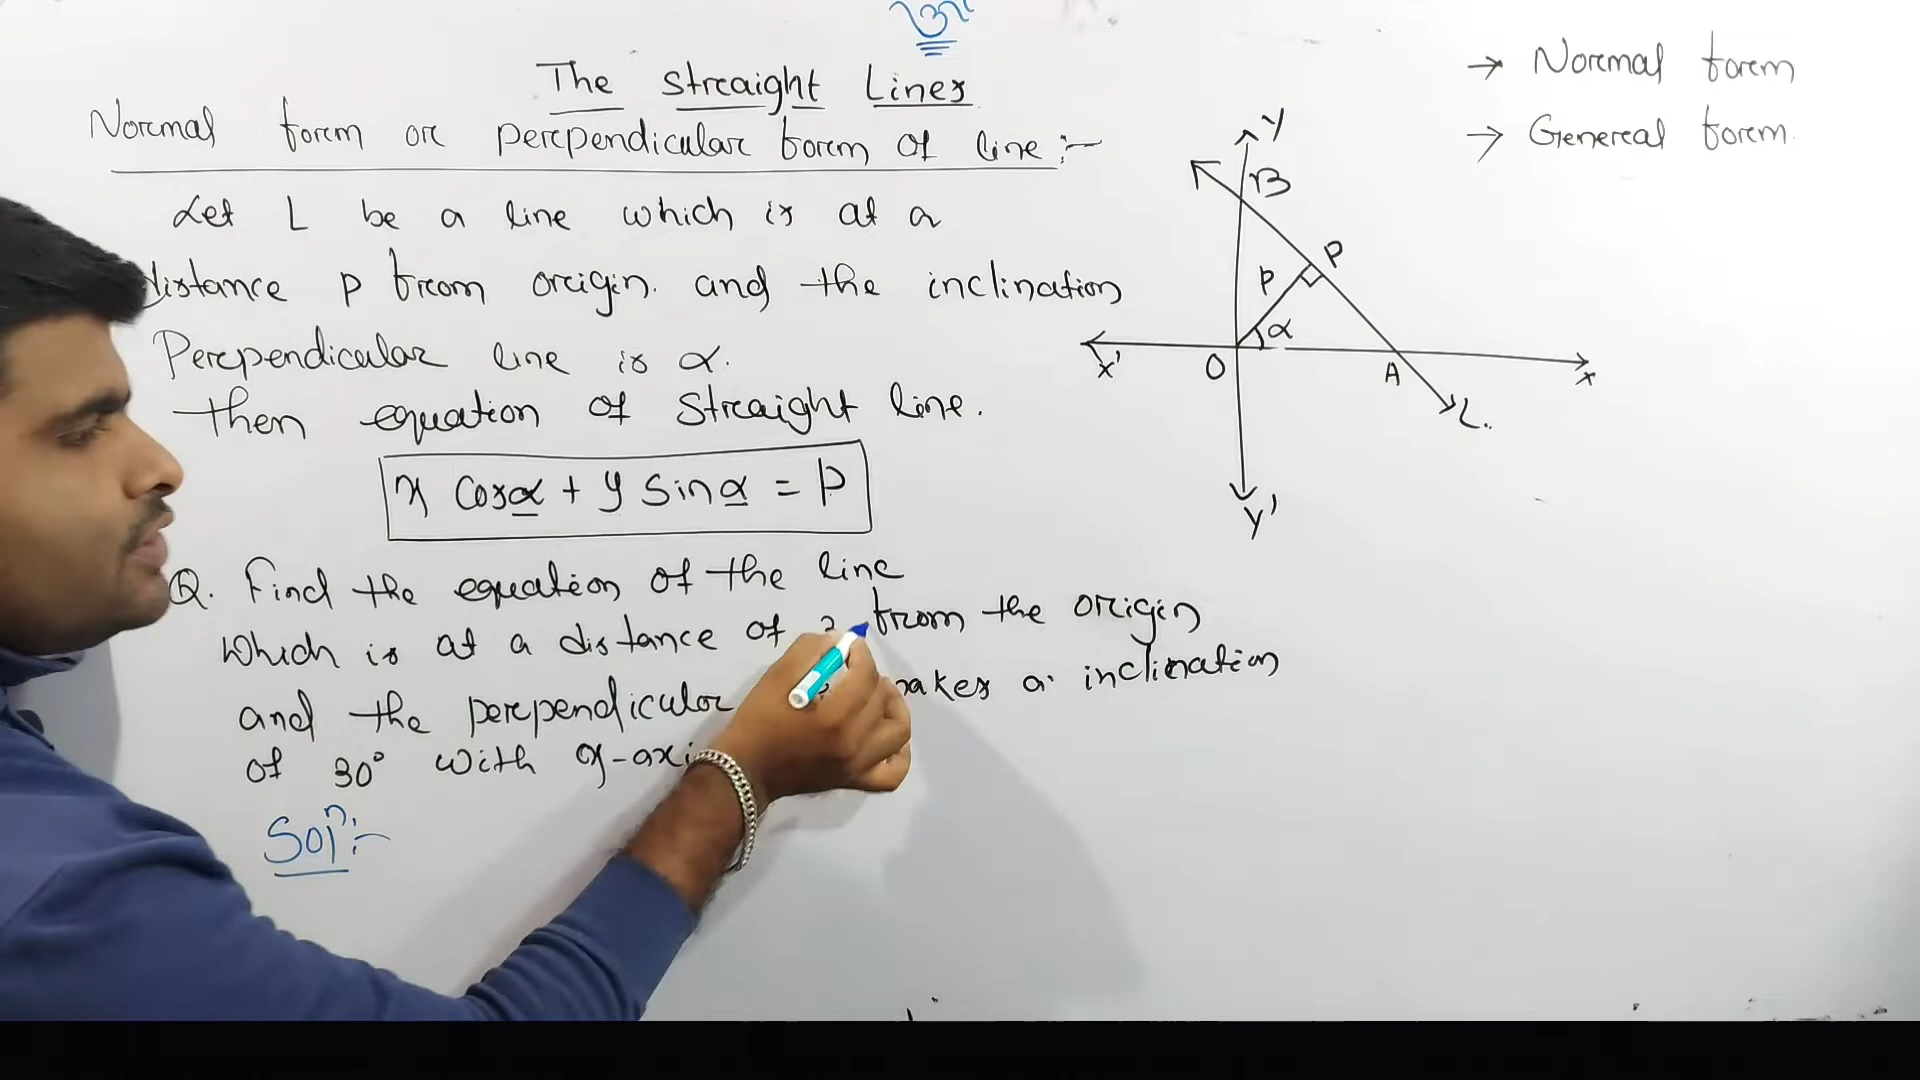 The Straight Lines
Normal form or perpendicular form of line :-
Let L be a line which is at a
distance p from origin. and the inclination
Perpendicular line is α.
then equation of Straight line.
x Cosα + y Sinα = p
Q. Find the equation of the line
Which is at a distance of from the origin
and the perpendicular makes a inclination
of 30° with x-axis
Solⁿ:-
→ Normal form
→ General form.
Y
B
P
p
α
X'
O
A
x
L.
Y'